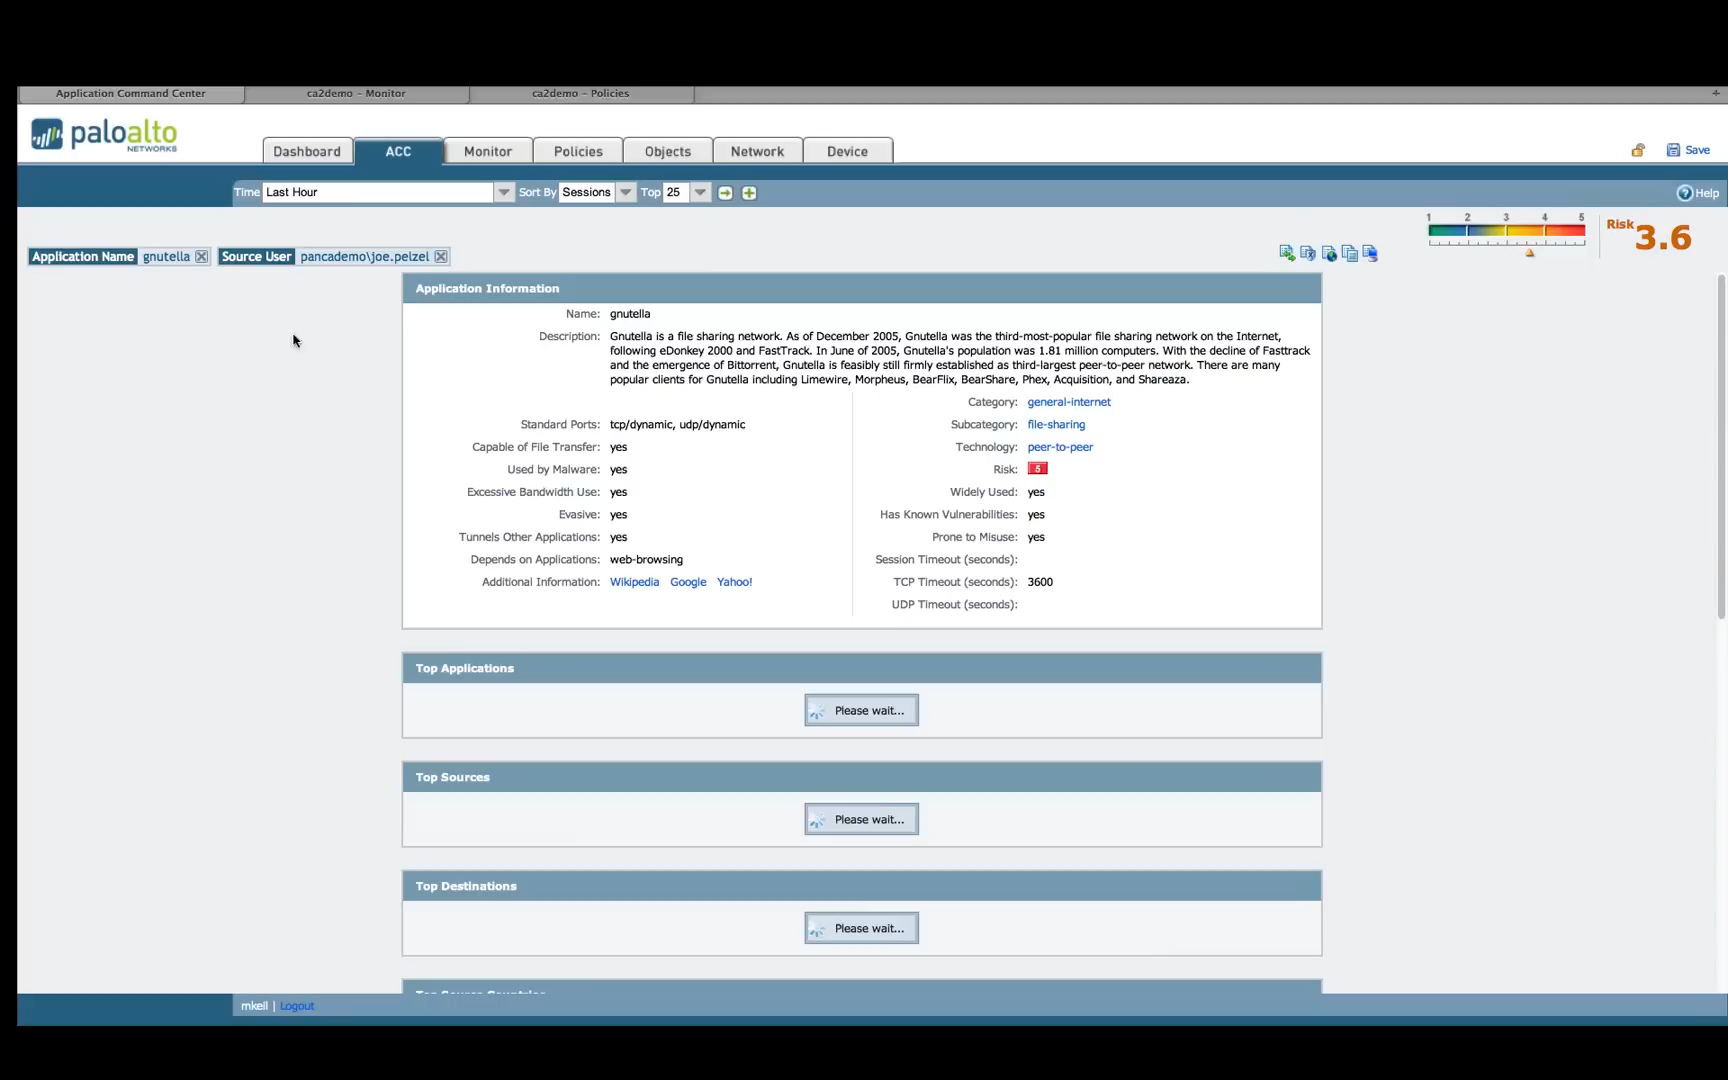 Application Command Center
ca2demo – Monitor
ca2demo – Policies
+
paloalto
NETWORKS
Dashboard
ACC
Monitor
Policies
Objects
Network
Device
Save
Time Last Hour Sort By Sessions Top 25
Help
1 2 3 4 5
Risk 3.6
Application Name gnutella
Source User pancademo\joe.pelzel
Application Information
Name: gnutella
Description: Gnutella is a file sharing network. As of December 2005, Gnutella was the third-most-popular file sharing network on the Internet,
following eDonkey 2000 and FastTrack. In June of 2005, Gnutella's population was 1.81 million computers. With the decline of Fasttrack
and the emergence of Bittorrent, Gnutella is feasibly still firmly established as third-largest peer-to-peer network. There are many
popular clients for Gnutella including Limewire, Morpheus, BearFlix, BearShare, Phex, Acquisition, and Shareaza.
Standard Ports: tcp/dynamic, udp/dynamic
Capable of File Transfer: yes
Used by Malware: yes
Excessive Bandwidth Use: yes
Evasive: yes
Tunnels Other Applications: yes
Depends on Applications: web-browsing
Additional Information: Wikipedia Google Yahoo!
Category: general-internet
Subcategory: file-sharing
Technology: peer-to-peer
Risk: 5
Widely Used: yes
Has Known Vulnerabilities: yes
Prone to Misuse: yes
Session Timeout (seconds):
TCP Timeout (seconds): 3600
UDP Timeout (seconds):
Top Applications
Please wait...
Top Sources
Please wait...
Top Destinations
Please wait...
Top Source Countries
mkeil | Logout